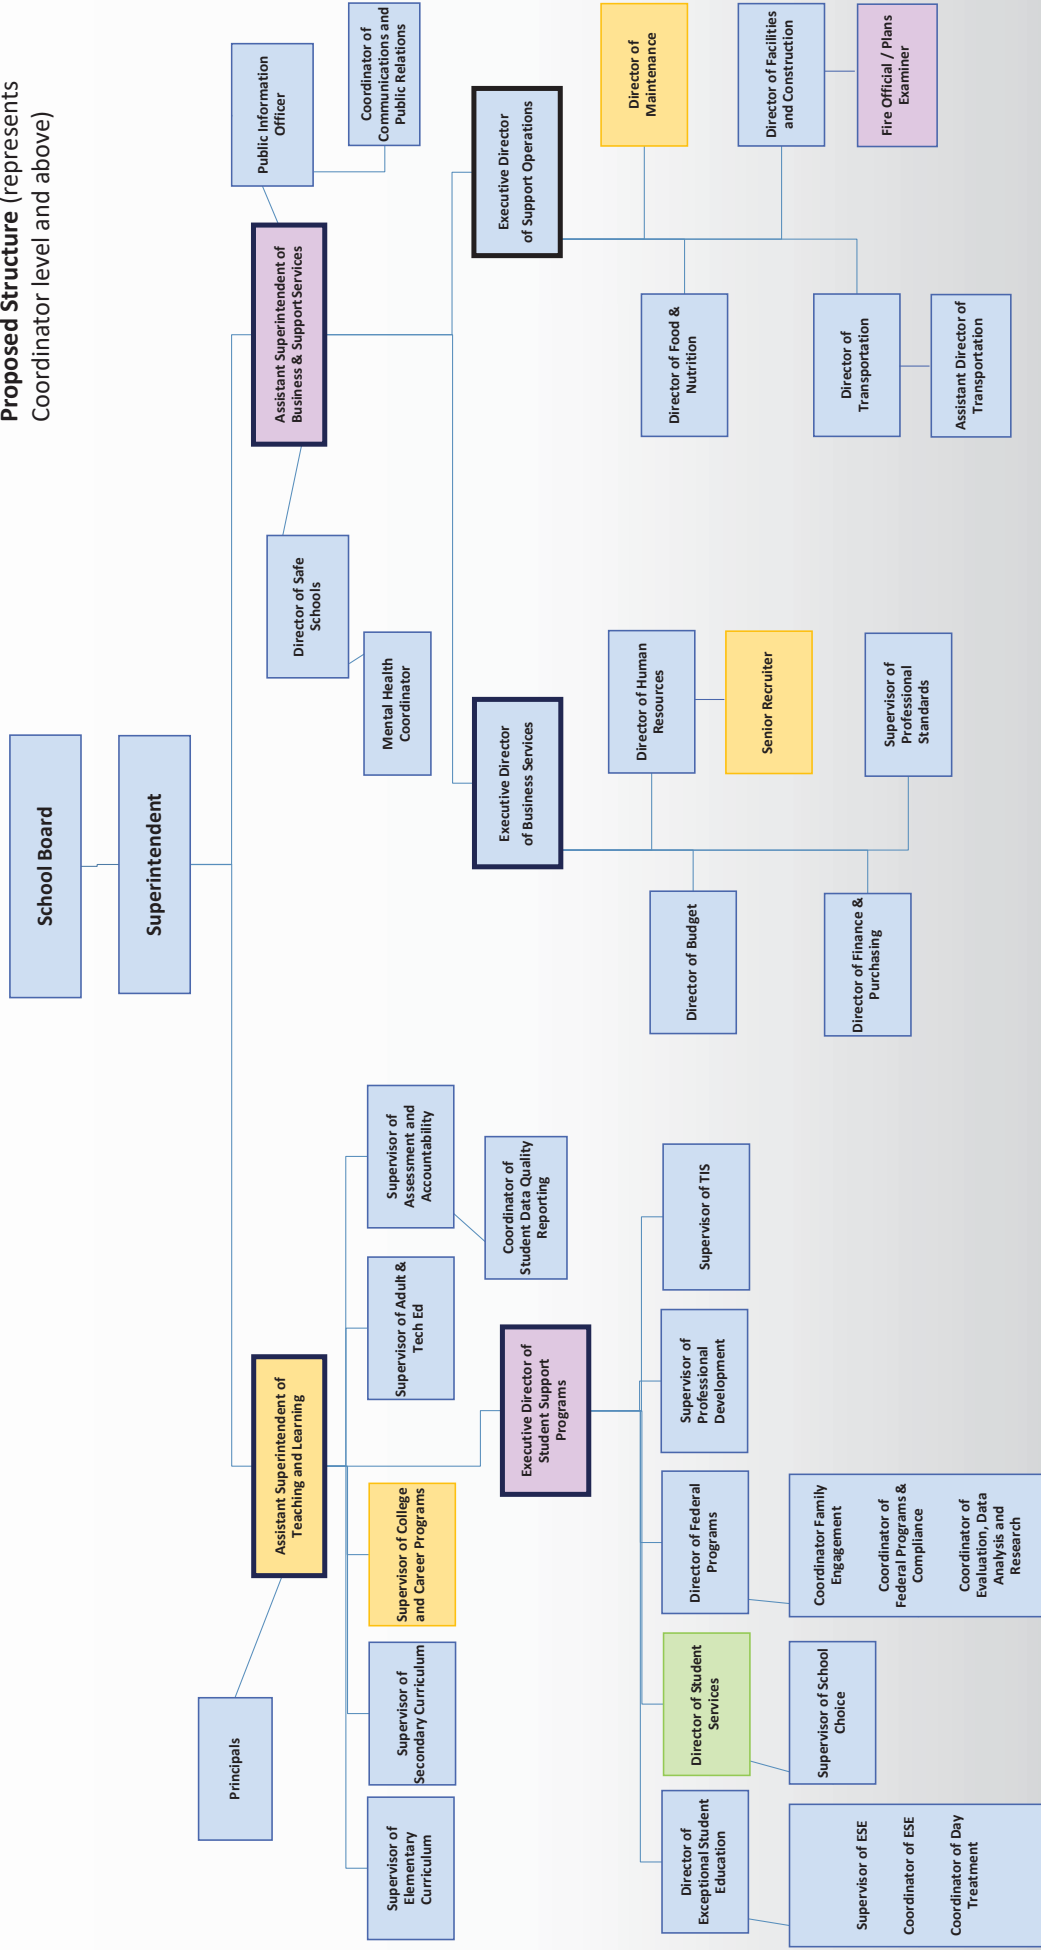 Proposed Structure (represents
Coordinator level and above)
School Board
Superintendent
Principals
Assistant Superintendent of
Teaching and Learning
Supervisor of
Elementary
Curriculum
Supervisor of
Secondary Curriculum
Supervisor of College
and Career Programs
Supervisor of Adult &
Tech Ed
Supervisor of
Assessment and
Accountability
Coordinator of
Student Data Quality
Reporting
Executive Director of
Student Support
Programs
Director of
Exceptional Student
Education
Supervisor of ESE
Coordinator of ESE
Coordinator of Day
Treatment
Director of Student
Services
Supervisor of School
Choice
Director of Federal
Programs
Coordinator Family
Engagement
Coordinator of
Federal Programs &
Compliance
Coordinator of
Evaluation, Data
Analysis and
Research
Supervisor of
Professional
Development
Supervisor of TIS
Assistant Superintendent of
Business & Support Services
Director of Safe
Schools
Mental Health
Coordinator
Public Information
Officer
Coordinator of
Communications and
Public Relations
Executive Director
of Business Services
Director of Budget
Director of Human
Resources
Senior Recruiter
Director of Finance &
Purchasing
Supervisor of
Professional
Standards
Executive Director
of Support Operations
Director of
Maintenance
Director of Food &
Nutrition
Director of Facilities
and Construction
Fire Official / Plans
Examiner
Director of
Transportation
Assistant Director of
Transportation